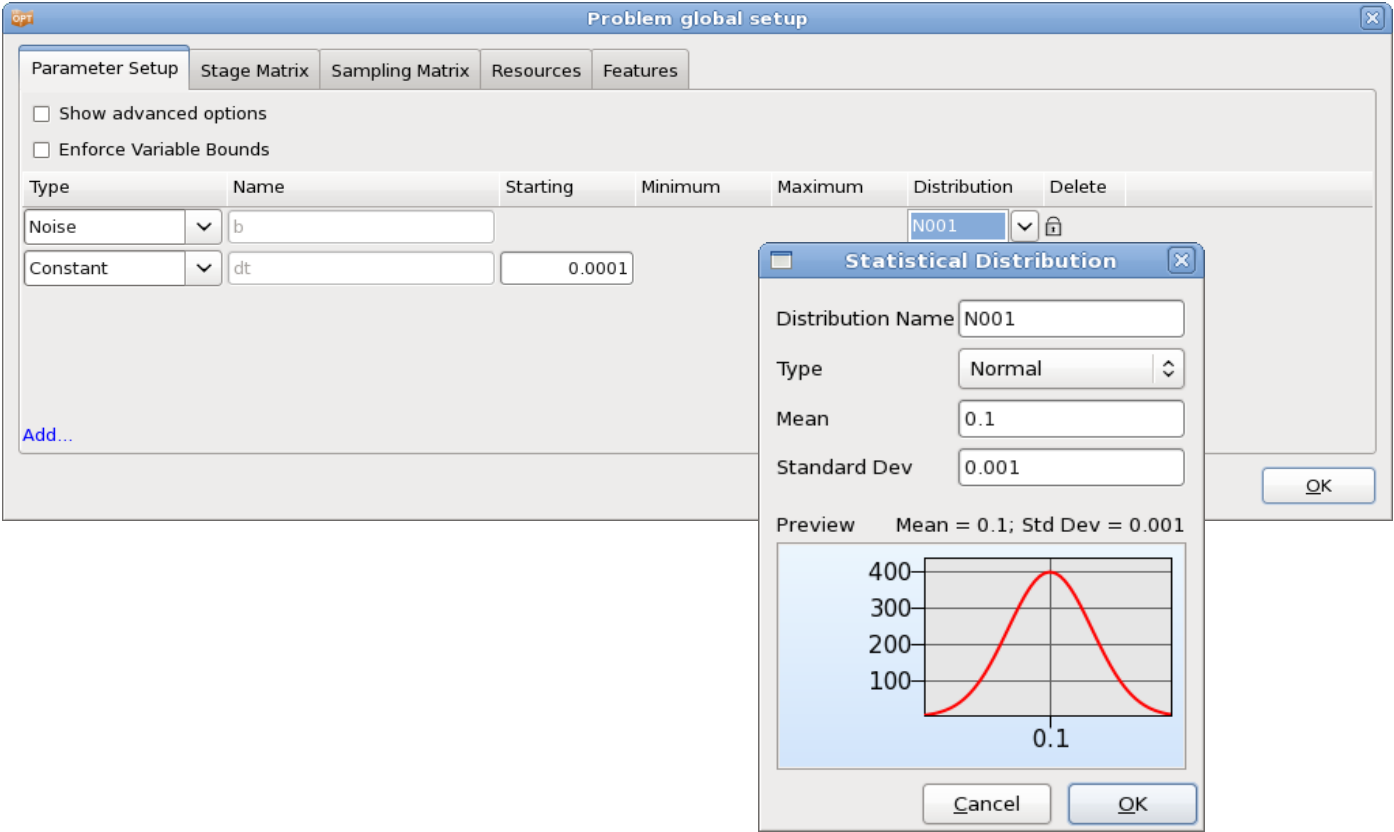 OPT Problem global setup
Parameter Setup Stage Matrix Sampling Matrix Resources Features
Show advanced options
Enforce Variable Bounds
Type Name Starting Minimum Maximum Distribution Delete
Noise b N001
Constant dt 0.0001
Add...
OK
Statistical Distribution
Distribution Name N001
Type Normal
Mean 0.1
Standard Dev 0.001
Preview Mean = 0.1; Std Dev = 0.001
400
300
200
100
0.1
Cancel OK